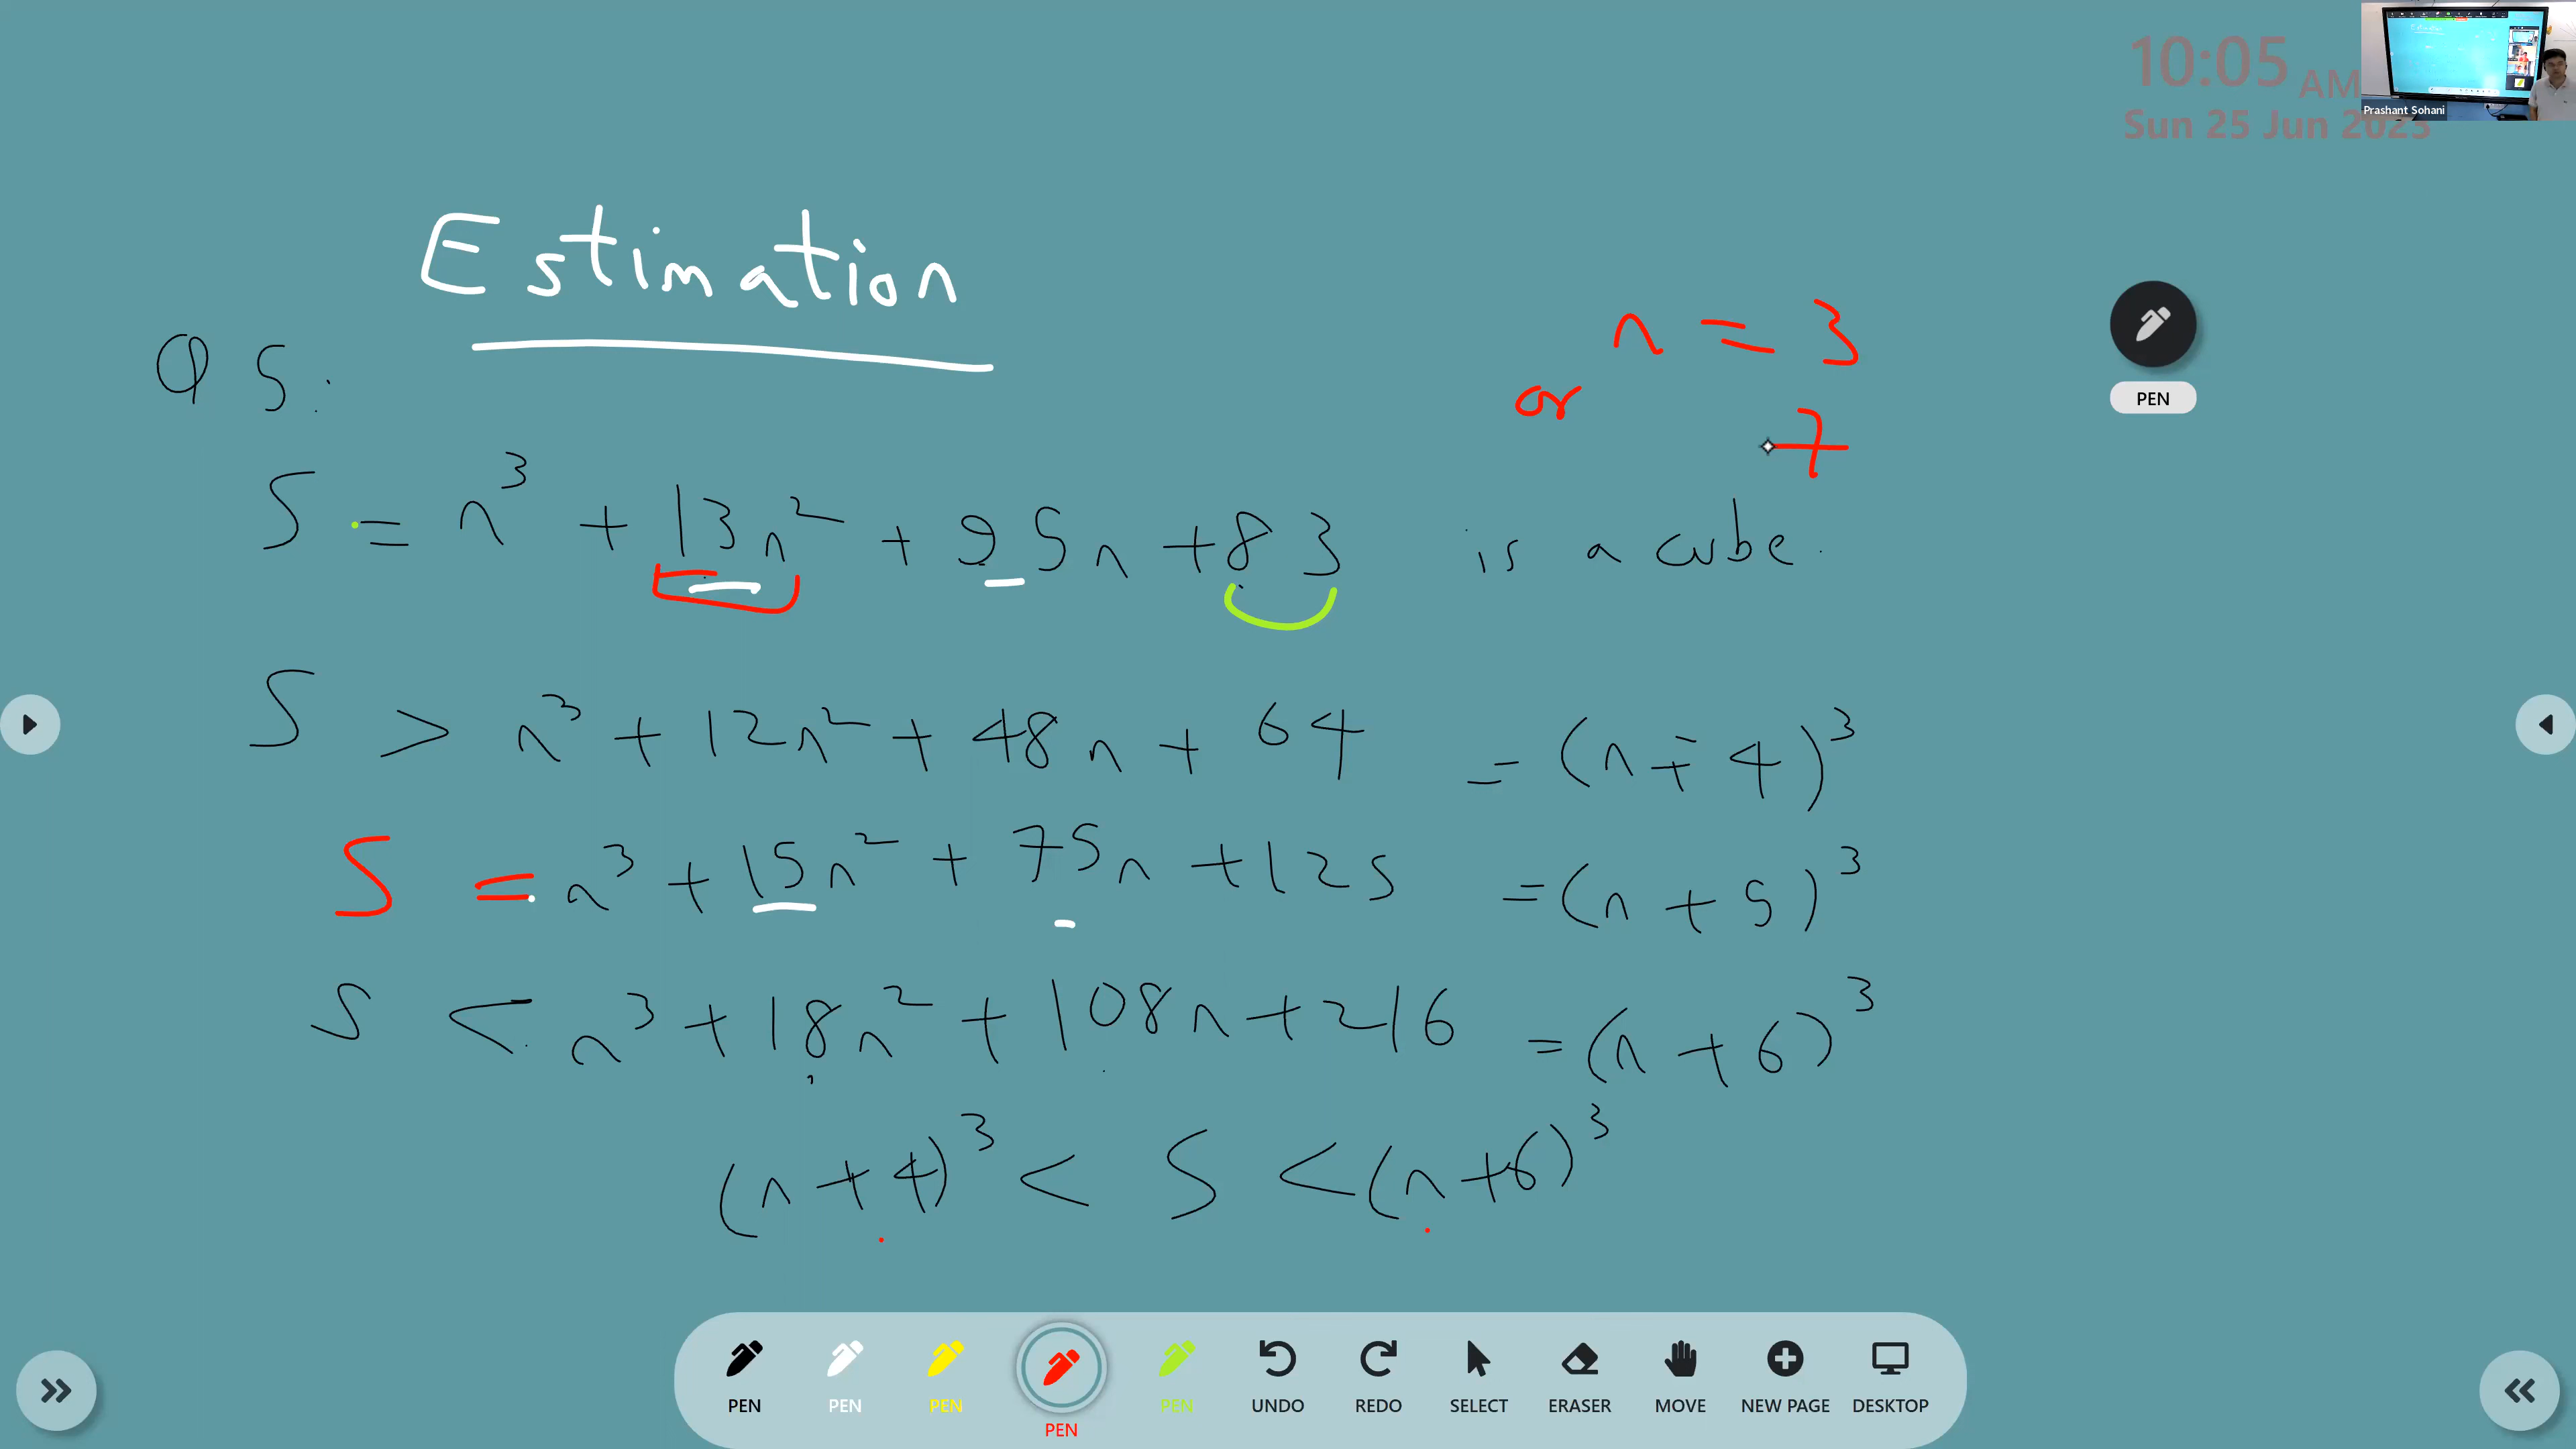 10:05 AM
Sun 25 Jun 2023
Prashant Sohani
Estimation
n = 3
or
7
PEN
Q 5.
S = n³ + 13n² + 95n + 83 is a cube.
S > n³ + 12n² + 48n + 64 = (n + 4)³
S = n³ + 15n² + 75n + 125 = (n + 5)³
S < n³ + 18n² + 108n + 216 = (n + 6)³
(n + 4)³ < S < (n+6)³
PEN PEN PEN PEN PEN UNDO REDO SELECT ERASER MOVE NEW PAGE DESKTOP